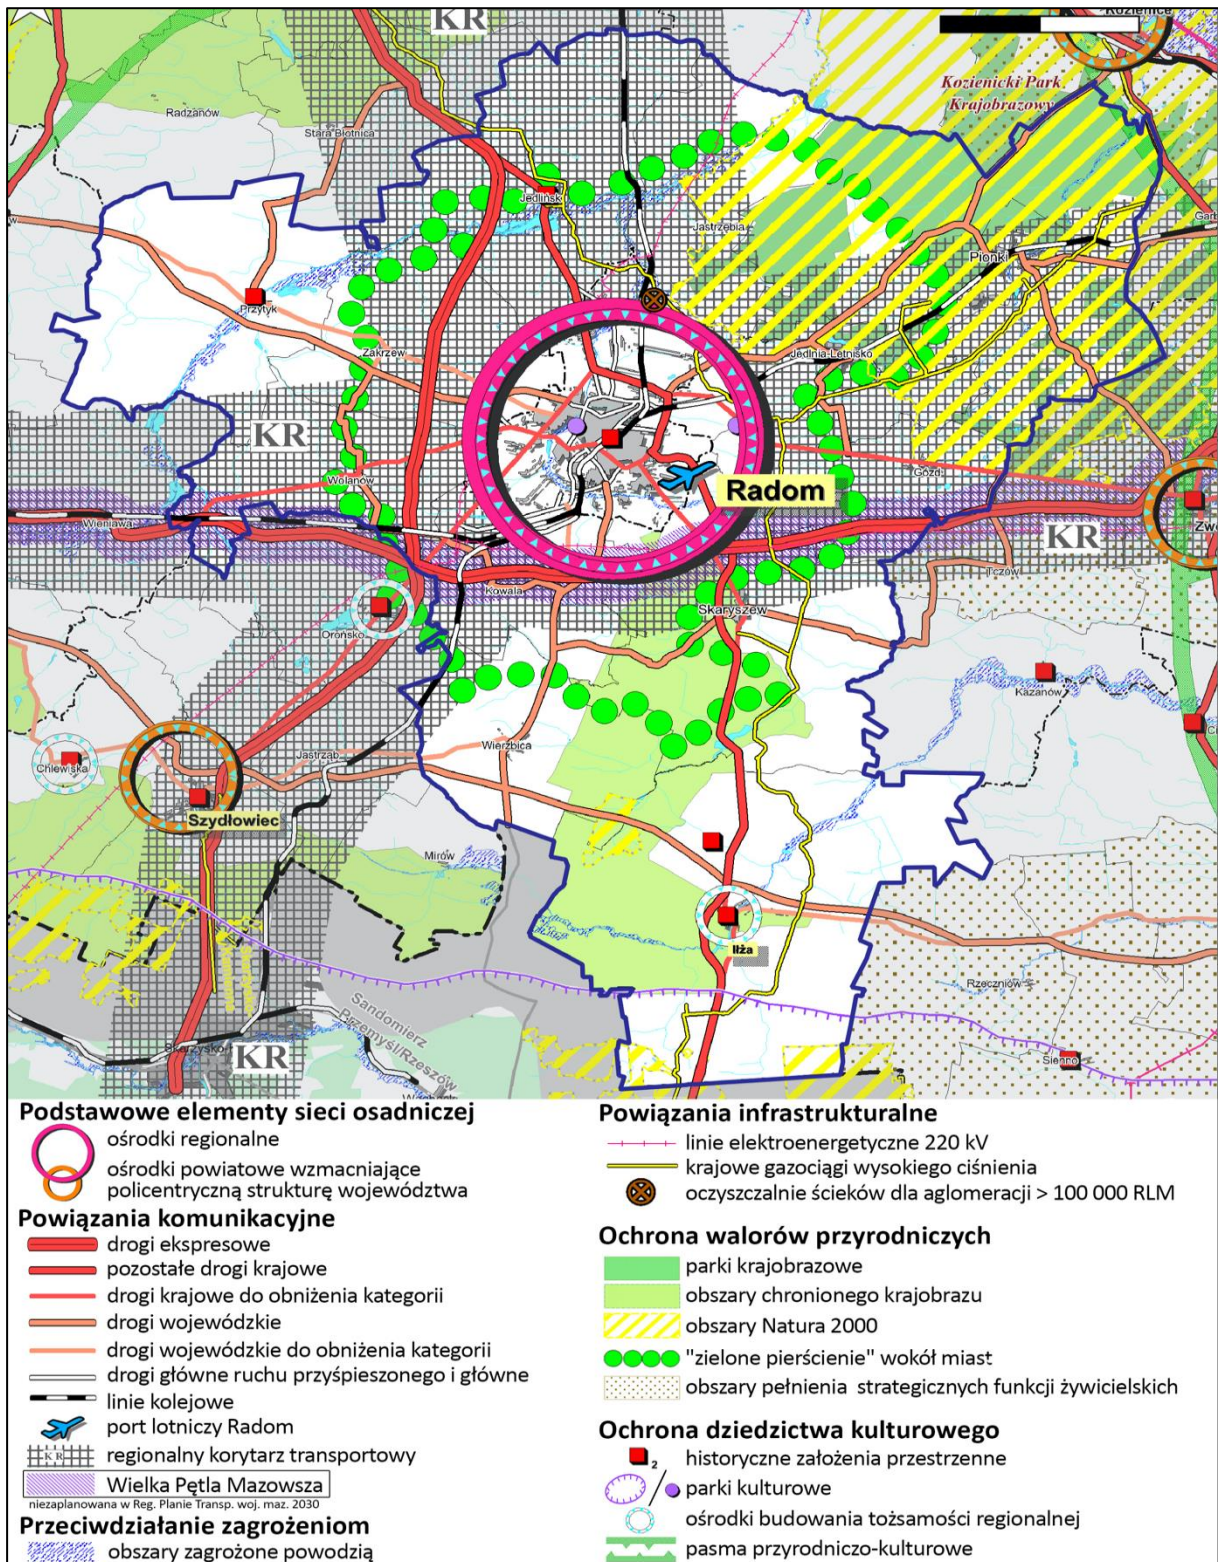 KR
Kozienice
Kozienicki Park
Krajobrazowy
Radzanów
Stara Błotnica
Jedlińsk
Jastrzębia
Pionki
Garb
Przytyk
Zakrzew
Jedlnia-Letnisko
KR
Wolanów
Gózd
Radom
Wieniawa
KR
Zwo
Kowala
Tczów
Skaryszew
Orońsko
Kazanów
Wierzbica
Jastrząb
Chlewiska
Szydłowiec
Mirów
Iłża
Rzeczniów
Sandomierz
Przemyśl/Rzeszów
Skarżysko
KR
Sienno
Podstawowe elementy sieci osadniczej
ośrodki regionalne
ośrodki powiatowe wzmacniające
policentryczną strukturę województwa
Powiązania komunikacyjne
drogi ekspresowe
pozostałe drogi krajowe
drogi krajowe do obniżenia kategorii
drogi wojewódzkie
drogi wojewódzkie do obniżenia kategorii
drogi główne ruchu przyśpieszonego i główne
linie kolejowe
port lotniczy Radom
KR regionalny korytarz transportowy
Wielka Pętla Mazowsza
niezaplanowana w Reg. Planie Transp. woj. maz. 2030
Przeciwdziałanie zagrożeniom
obszary zagrożone powodzią
Powiązania infrastrukturalne
linie elektroenergetyczne 220 kV
krajowe gazociągi wysokiego ciśnienia
oczyszczalnie ścieków dla aglomeracji > 100 000 RLM
Ochrona walorów przyrodniczych
parki krajobrazowe
obszary chronionego krajobrazu
obszary Natura 2000
"zielone pierścienie" wokół miast
obszary pełnienia strategicznych funkcji żywicielskich
Ochrona dziedzictwa kulturowego
2 historyczne założenia przestrzenne
parki kulturowe
ośrodki budowania tożsamości regionalnej
pasma przyrodniczo-kulturowe